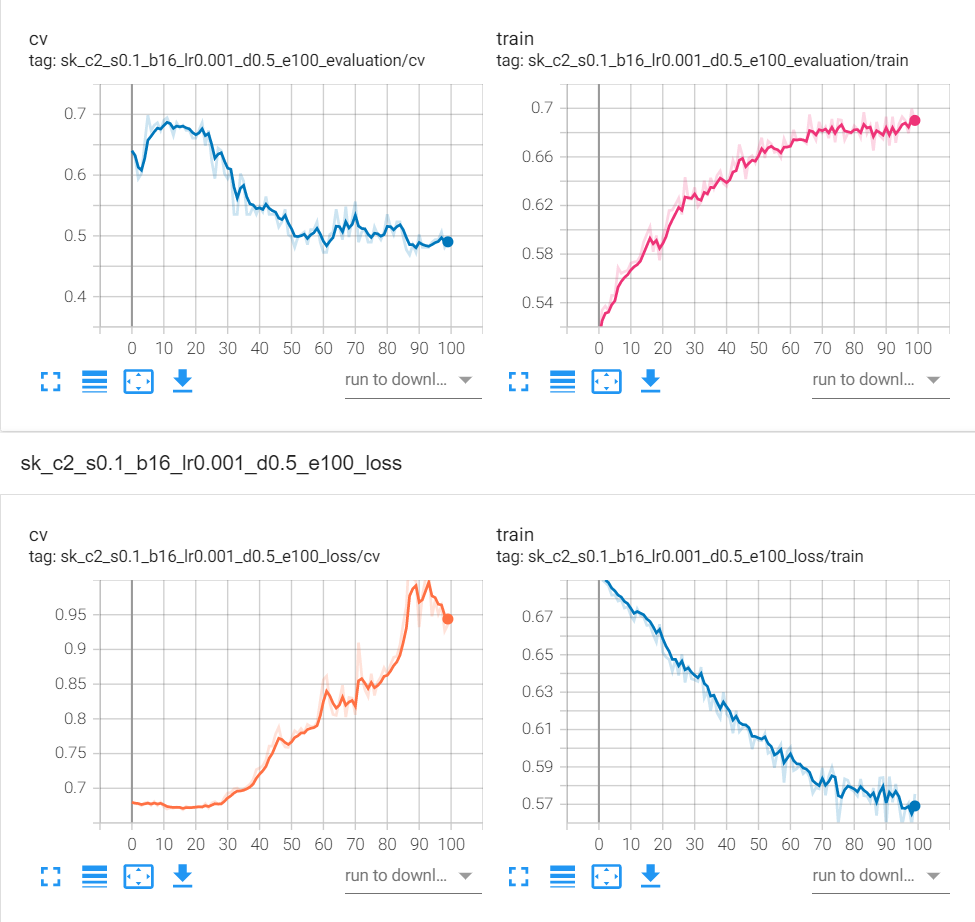 cv
tag: sk_c2_s0.1_b16_lr0.001_d0.5_e100_evaluation/cv
0.7
0.6
0.5
0.4
0 10 20 30 40 50 60 70 80 90 100
run to downl...
train
tag: sk_c2_s0.1_b16_lr0.001_d0.5_e100_evaluation/train
0.7
0.66
0.62
0.58
0.54
0 10 20 30 40 50 60 70 80 90 100
run to downl...
sk_c2_s0.1_b16_lr0.001_d0.5_e100_loss
cv
tag: sk_c2_s0.1_b16_lr0.001_d0.5_e100_loss/cv
0.95
0.9
0.85
0.8
0.75
0.7
0 10 20 30 40 50 60 70 80 90 100
run to downl...
train
tag: sk_c2_s0.1_b16_lr0.001_d0.5_e100_loss/train
0.67
0.65
0.63
0.61
0.59
0.57
0 10 20 30 40 50 60 70 80 90 100
run to downl...